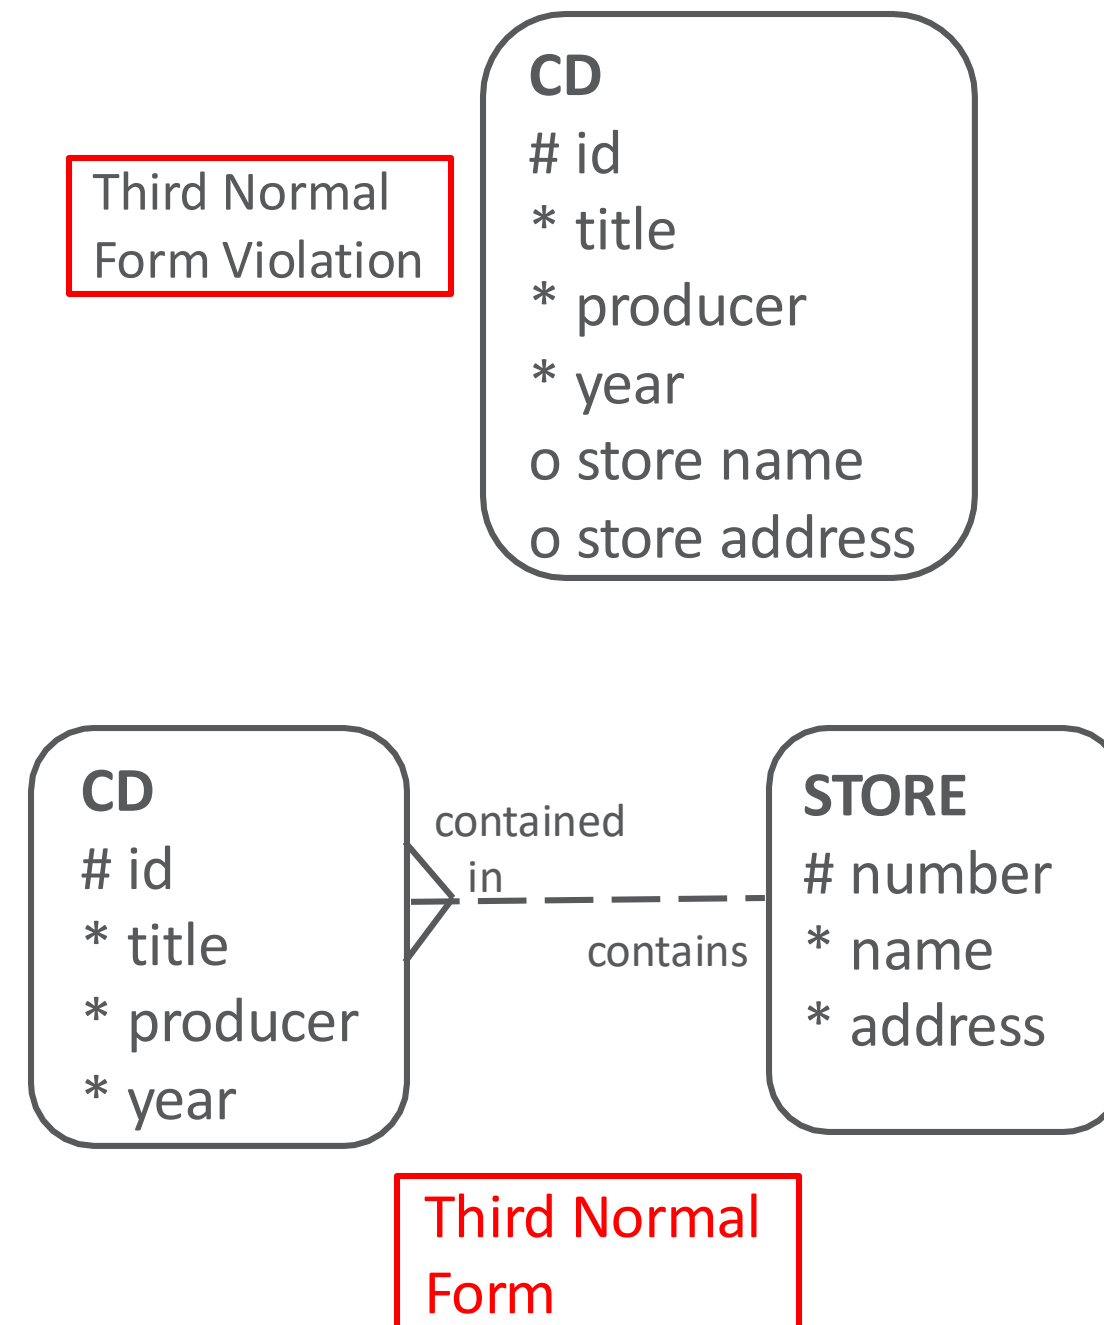 CD
# id
* title
* producer
* year
o store name
o store address
Third Normal
Form Violation
CD
# id
* title
* producer
* year
contained
in
contains
STORE
# number
* name
* address
Third Normal
Form